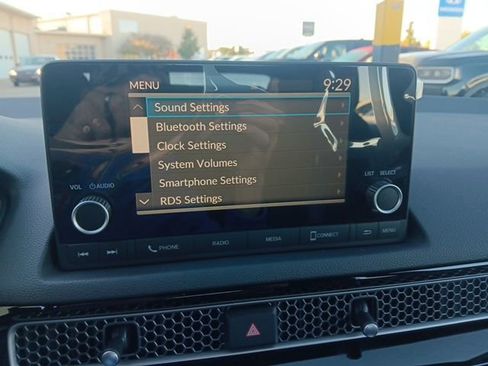 MENU 9:29
Sound Settings
Bluetooth Settings
Clock Settings
System Volumes
Smartphone Settings
RDS Settings
VOL AUDIO
LIST SELECT
PHONE RADIO MEDIA CONNECT MENU